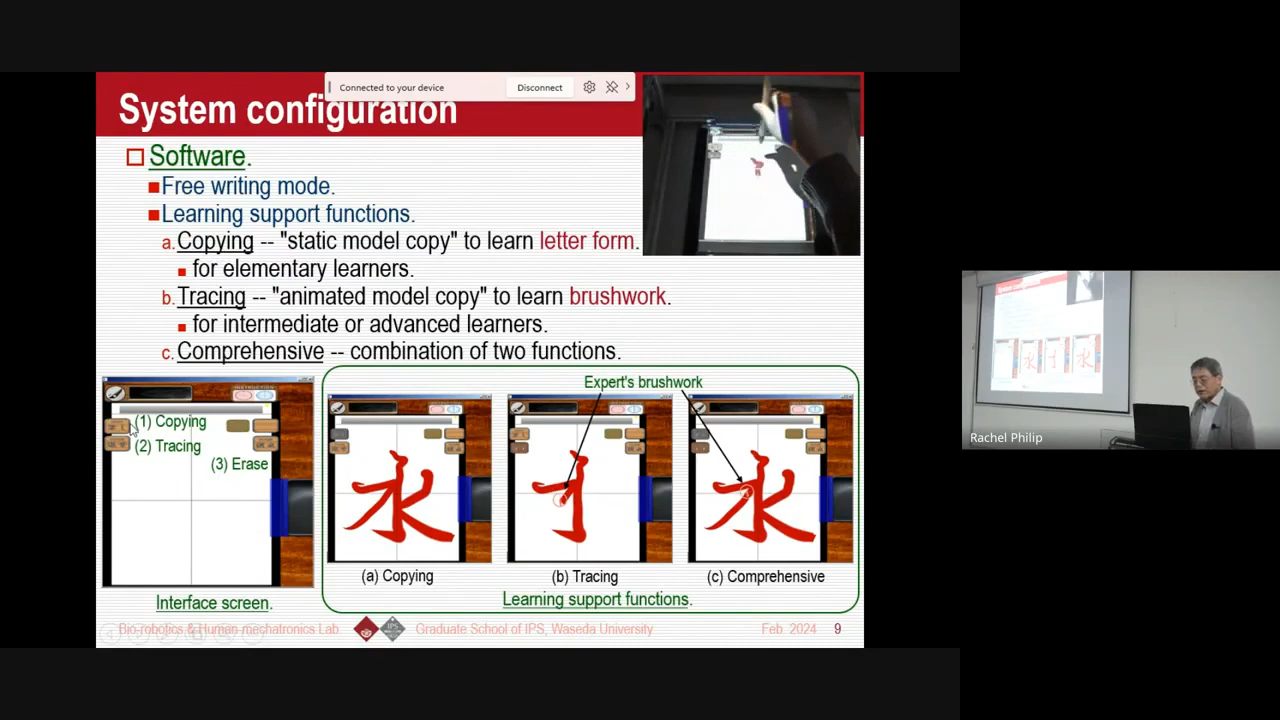 Connected to your device
Disconnect
System configuration
Software.
Free writing mode.
Learning support functions.
a. Copying -- "static model copy" to learn letter form.
for elementary learners.
b. Tracing -- "animated model copy" to learn brushwork.
for intermediate or advanced learners.
c. Comprehensive -- combination of two functions.
Expert's brushwork
INSTRUCTION
(1) Copying
(2) Tracing
(3) Erase
水
水
(a) Copying
(b) Tracing
(c) Comprehensive
Interface screen.
Learning support functions.
Bio-robotics & Human-mechatronics Lab.
IPS
Graduate School of IPS, Waseda University
Feb. 2024
9
System configuration
Rachel Philip